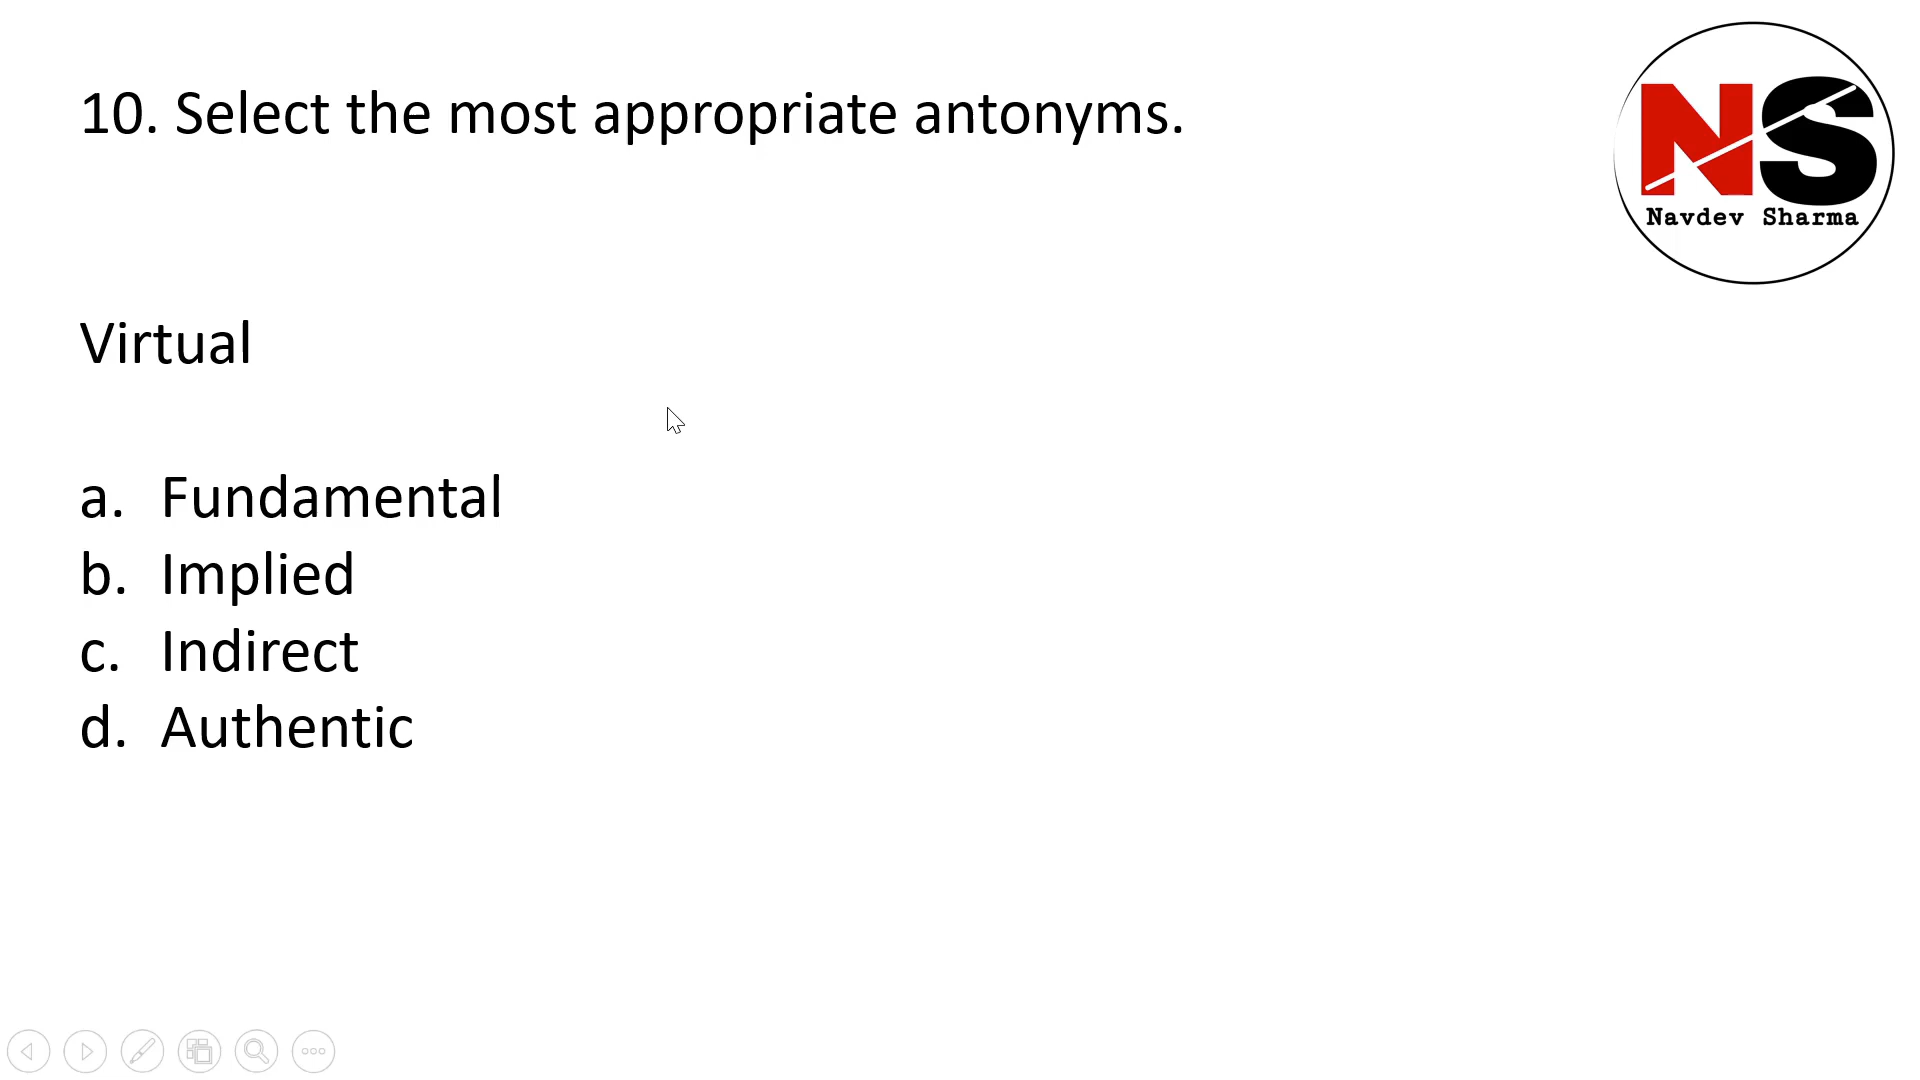 10. Select the most appropriate antonyms.
NS
Navdev Sharma
Virtual
a. Fundamental
b. Implied
c. Indirect
d. Authentic